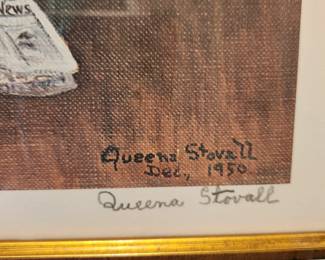 News
Queena Stovall
Dec., 1950
Queena Stovall